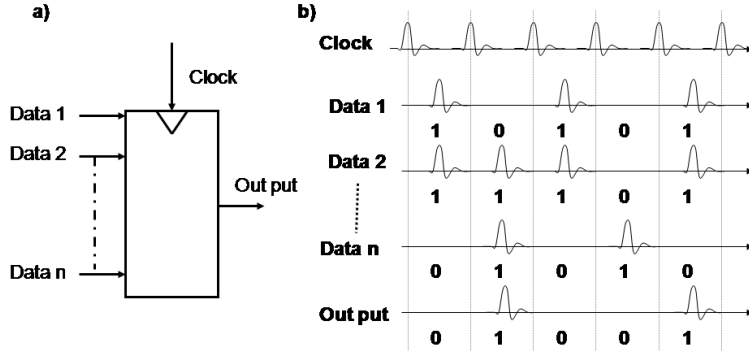 a)
Clock
Data 1
Data 2
Out put
Data n
b)
Clock
Data 1
1 0 1 0 1
Data 2
1 1 1 0 1
Data n
0 1 0 1 0
Out put
0 1 0 0 1